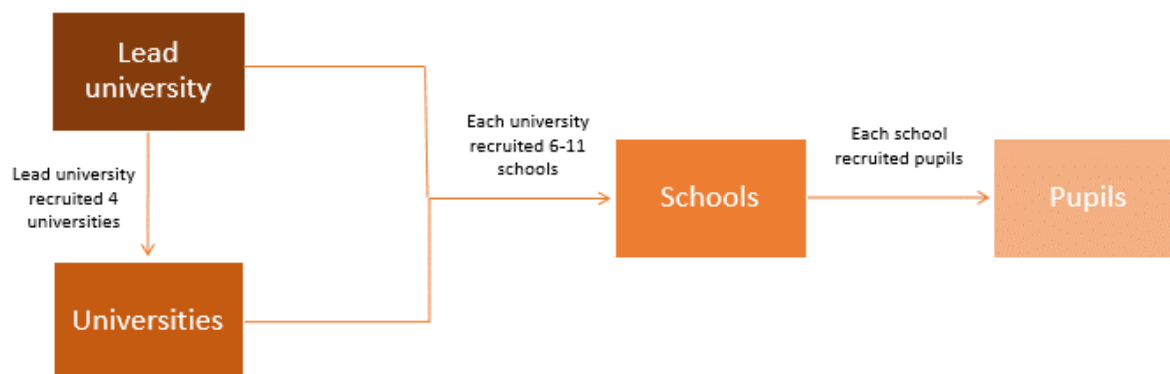 Lead
university
Lead university
recruited 4
universities
Universities
Each university
recruited 6-11
schools
Schools
Each school
recruited pupils
Pupils